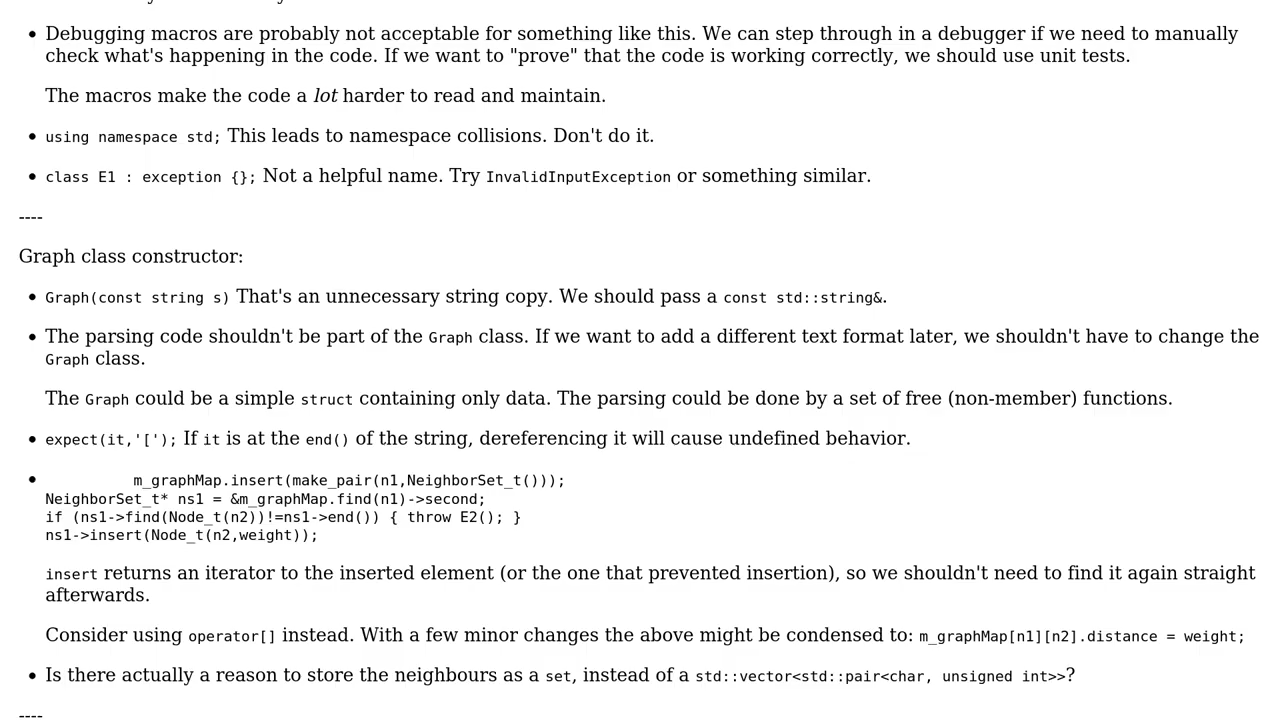 Debugging macros are probably not acceptable for something like this. We can step through in a debugger if we need to manually
check what's happening in the code. If we want to "prove" that the code is working correctly, we should use unit tests.
The macros make the code a lot harder to read and maintain.
using namespace std; This leads to namespace collisions. Don't do it.
class E1 : exception {}; Not a helpful name. Try InvalidInputException or something similar.
----
Graph class constructor:
Graph(const string s) That's an unnecessary string copy. We should pass a const std::string&.
The parsing code shouldn't be part of the Graph class. If we want to add a different text format later, we shouldn't have to change the
Graph class.
The Graph could be a simple struct containing only data. The parsing could be done by a set of free (non-member) functions.
expect(it,'['); If it is at the end() of the string, dereferencing it will cause undefined behavior.
m_graphMap.insert(make_pair(n1,NeighborSet_t()));
NeighborSet_t* ns1 = &m_graphMap.find(n1)->second;
if (ns1->find(Node_t(n2))!=ns1->end()) { throw E2(); }
ns1->insert(Node_t(n2,weight));
insert returns an iterator to the inserted element (or the one that prevented insertion), so we shouldn't need to find it again straight
afterwards.
Consider using operator[] instead. With a few minor changes the above might be condensed to: m_graphMap[n1][n2].distance = weight;
Is there actually a reason to store the neighbours as a set, instead of a std::vector<std::pair<char, unsigned int>>?
----